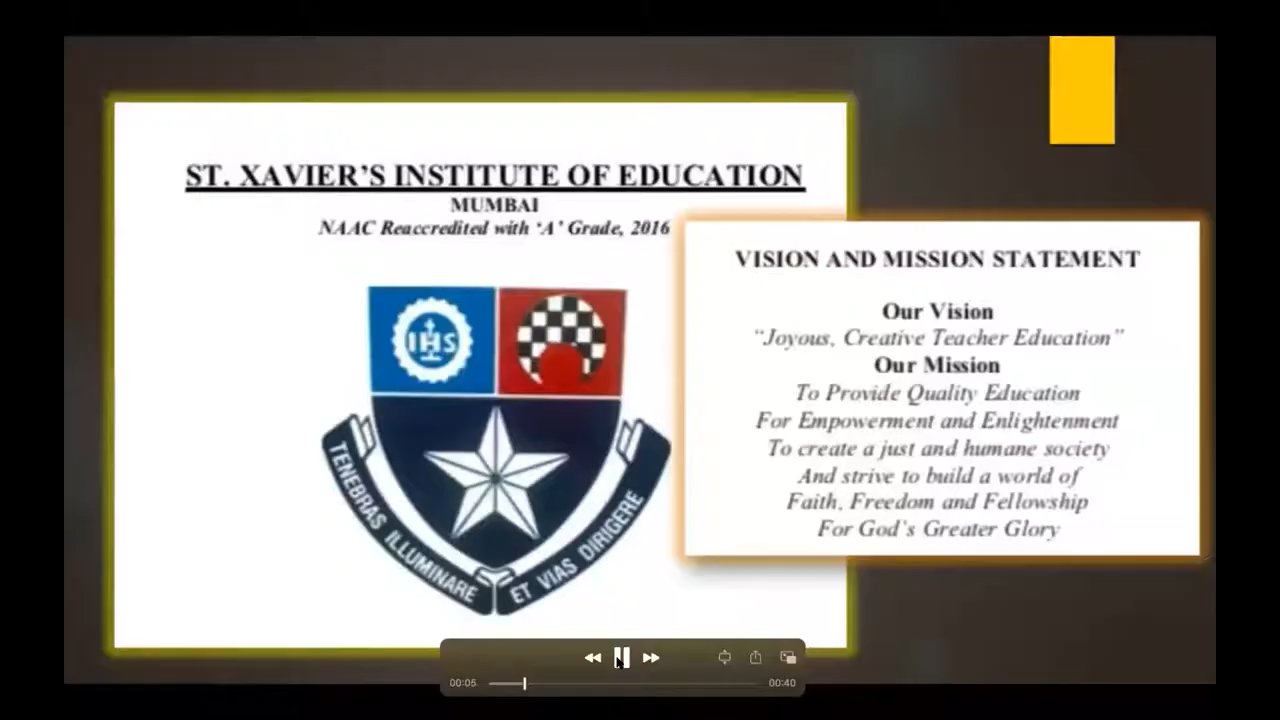 ST. XAVIER'S INSTITUTE OF EDUCATION
MUMBAI
NAAC Reaccredited with 'A' Grade, 2016
IHS
TENEBRAS ILLUMINARE
ET VIAS DIRIGERE
VISION AND MISSION STATEMENT
Our Vision
"Joyous, Creative Teacher Education"
Our Mission
To Provide Quality Education
For Empowerment and Enlightenment
To create a just and humane society
And strive to build a world of
Faith, Freedom and Fellowship
For God's Greater Glory
00:05
00:40